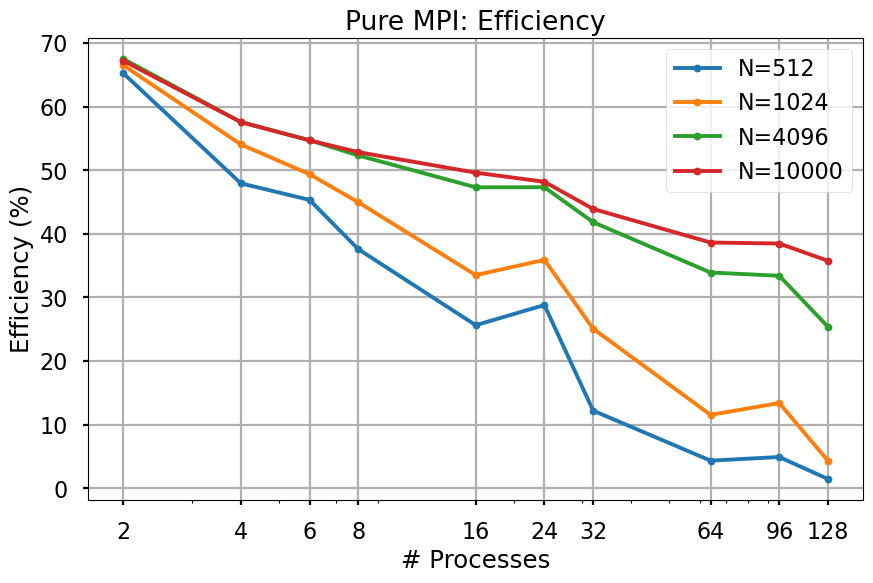 Pure MPI: Efficiency
Efficiency (%)
70
60
50
40
30
20
10
0
N=512
N=1024
N=4096
N=10000
2 4 6 8 16 24 32 64 96 128
# Processes